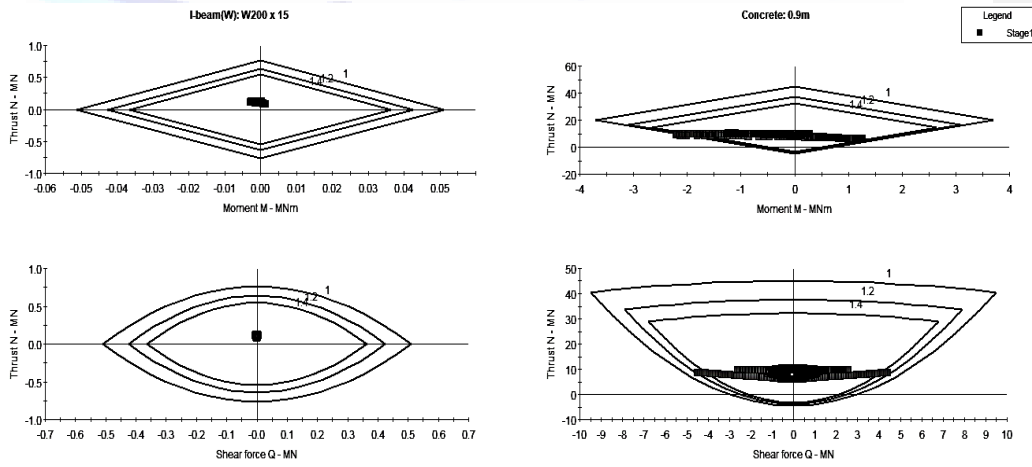 I-beam(W): W200 x 15
Concrete: 0.9m
Legend
Stage1
1.0
0.5
0.0
-0.5
-1.0
Thrust N - MN
1.4 1.2 1
-0.06 -0.05 -0.04 -0.03 -0.02 -0.01 0.00 0.01 0.02 0.03 0.04 0.05
Moment M - MNm
60
50
40
30
20
10
0
-20
Thrust N - MN
1.4 1.2 1
-4 -3 -2 -1 0 1 2 3 4
Moment M - MNm
1.0
0.5
0.0
-0.5
-1.0
Thrust N - MN
1.4 1.2 1
-0.7 -0.6 -0.5 -0.4 -0.3 -0.2 -0.1 -0.0 0.1 0.2 0.3 0.4 0.5 0.6 0.7
Shear force Q - MN
50
40
30
20
10
0
-10
Thrust N - MN
1
1.2
1.4
-10 -9 -8 -7 -6 -5 -4 -3 -2 -1 0 1 2 3 4 5 6 7 8 9 10
Shear force Q - MN